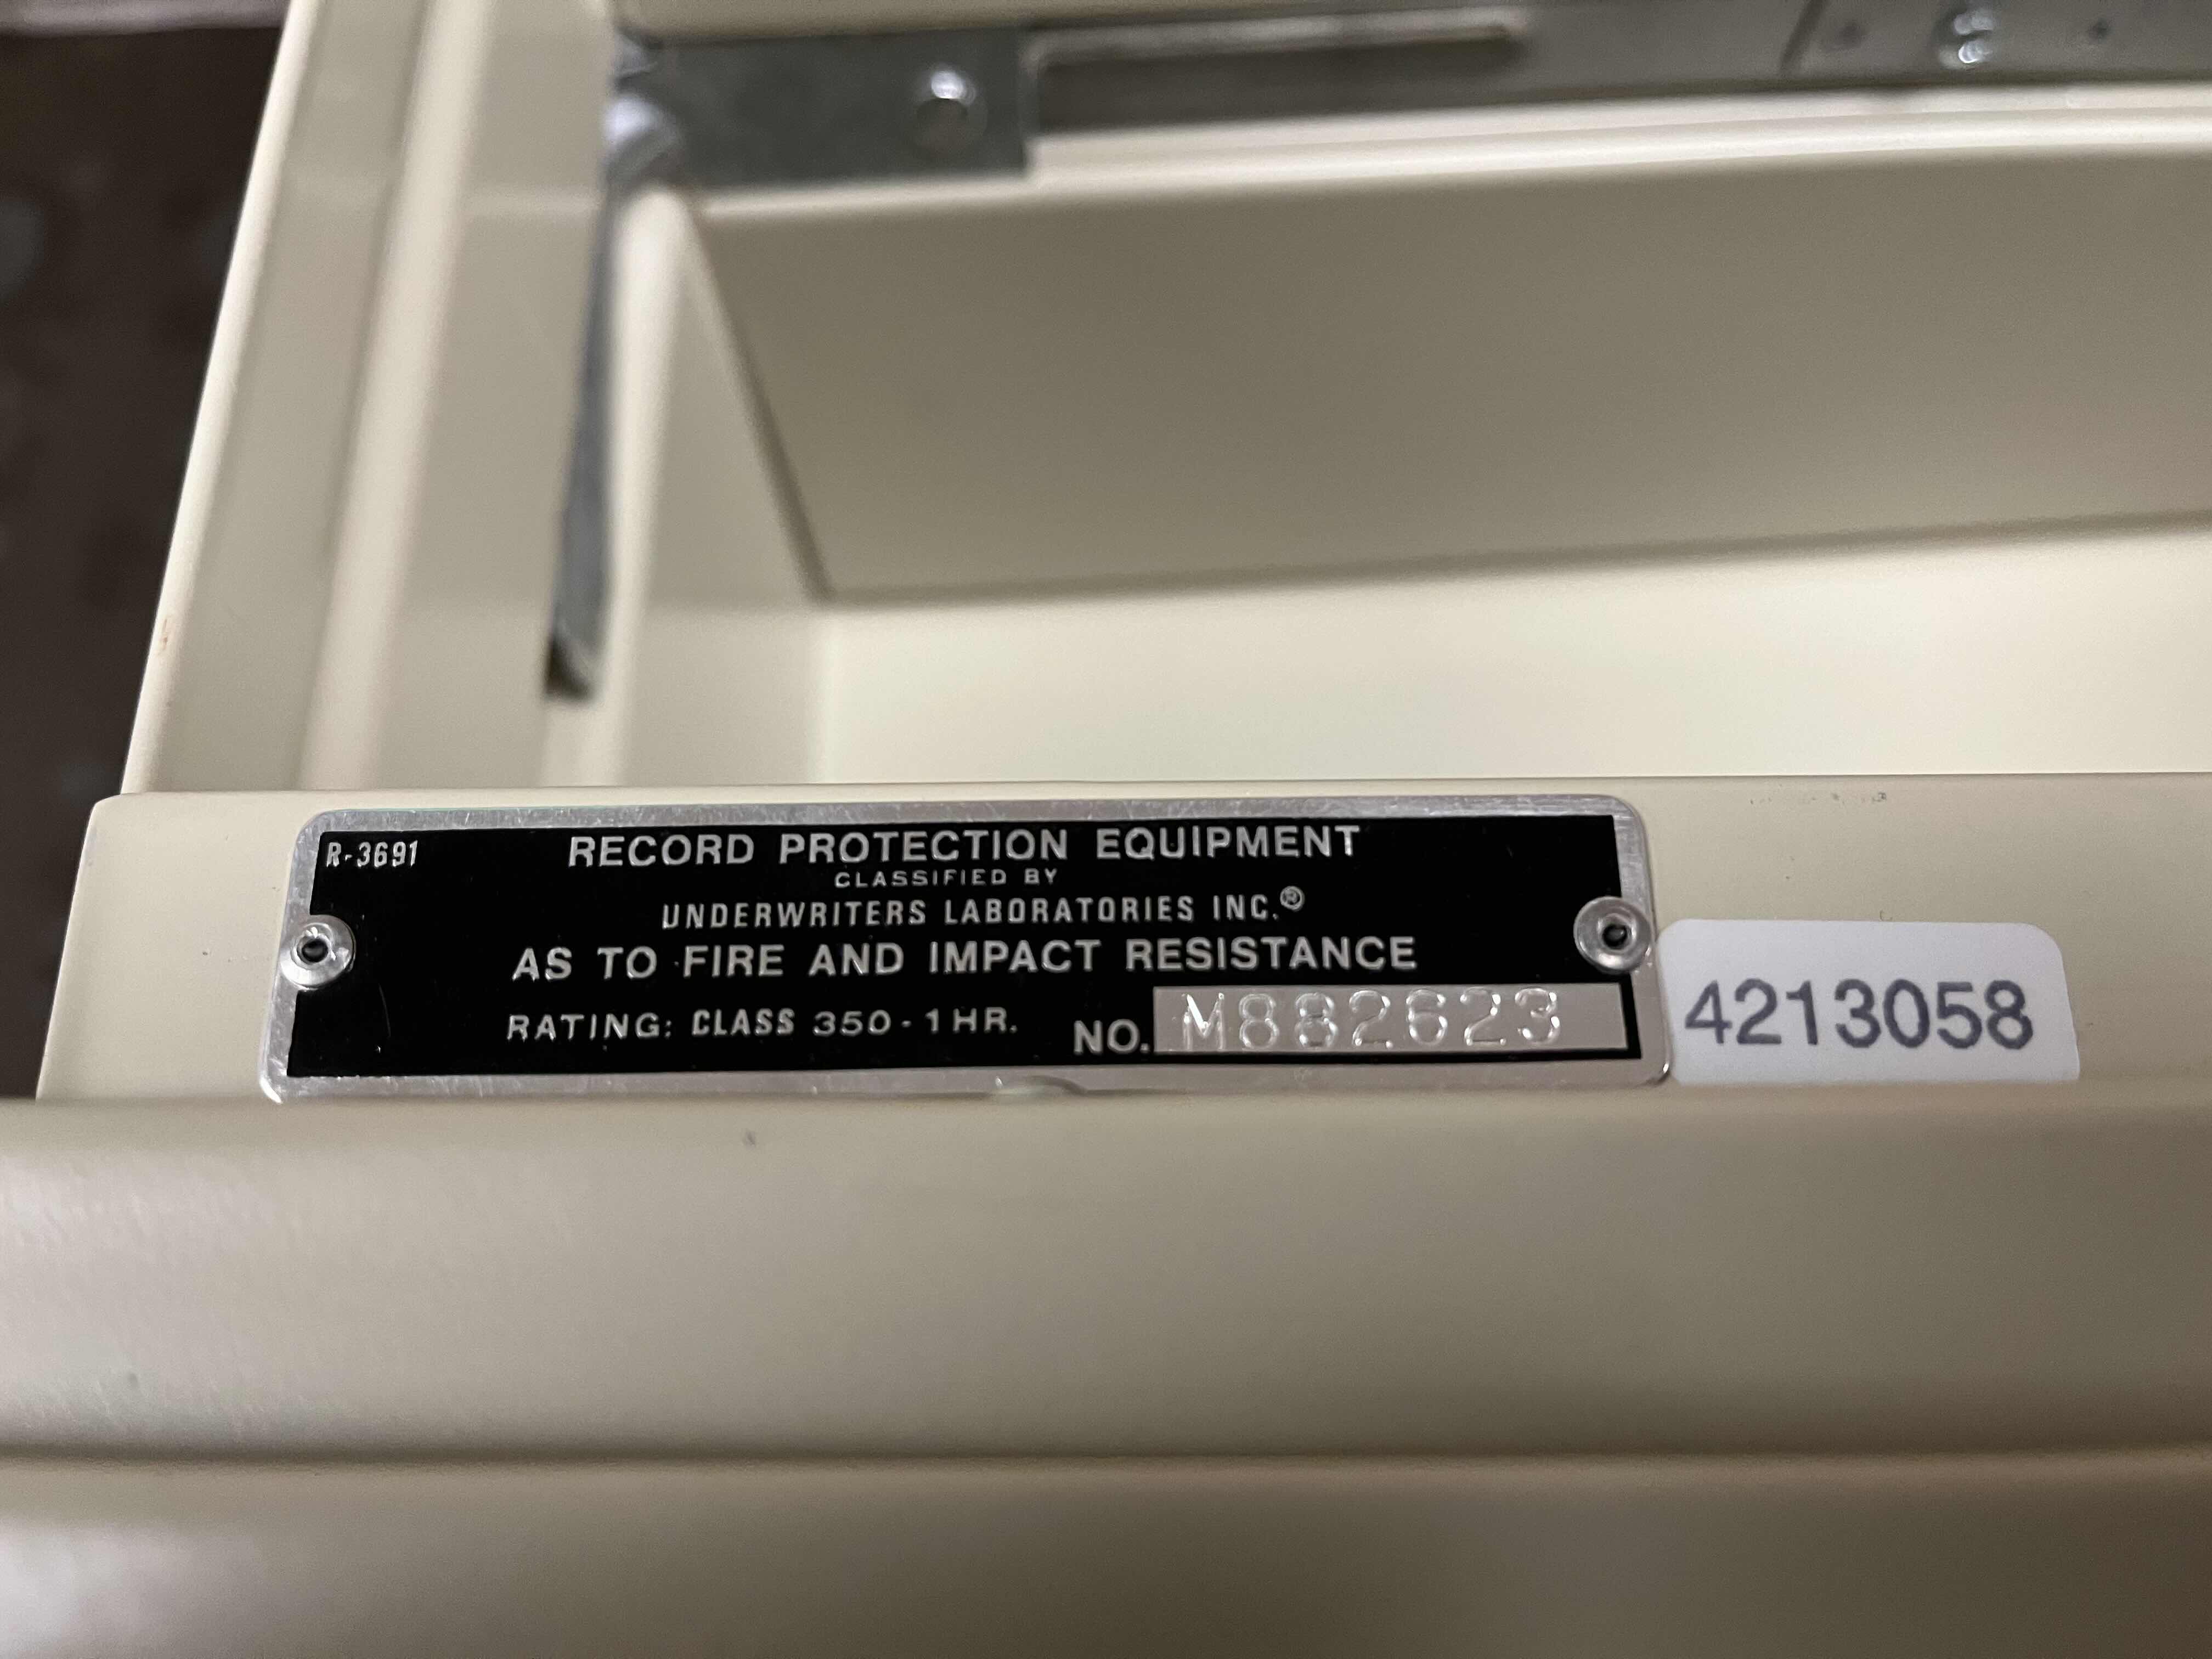 R-3691
RECORD PROTECTION EQUIPMENT
CLASSIFIED BY
UNDERWRITERS LABORATORIES INC.®
AS TO FIRE AND IMPACT RESISTANCE
RATING: CLASS 350-1HR. NO. M882623
4213058